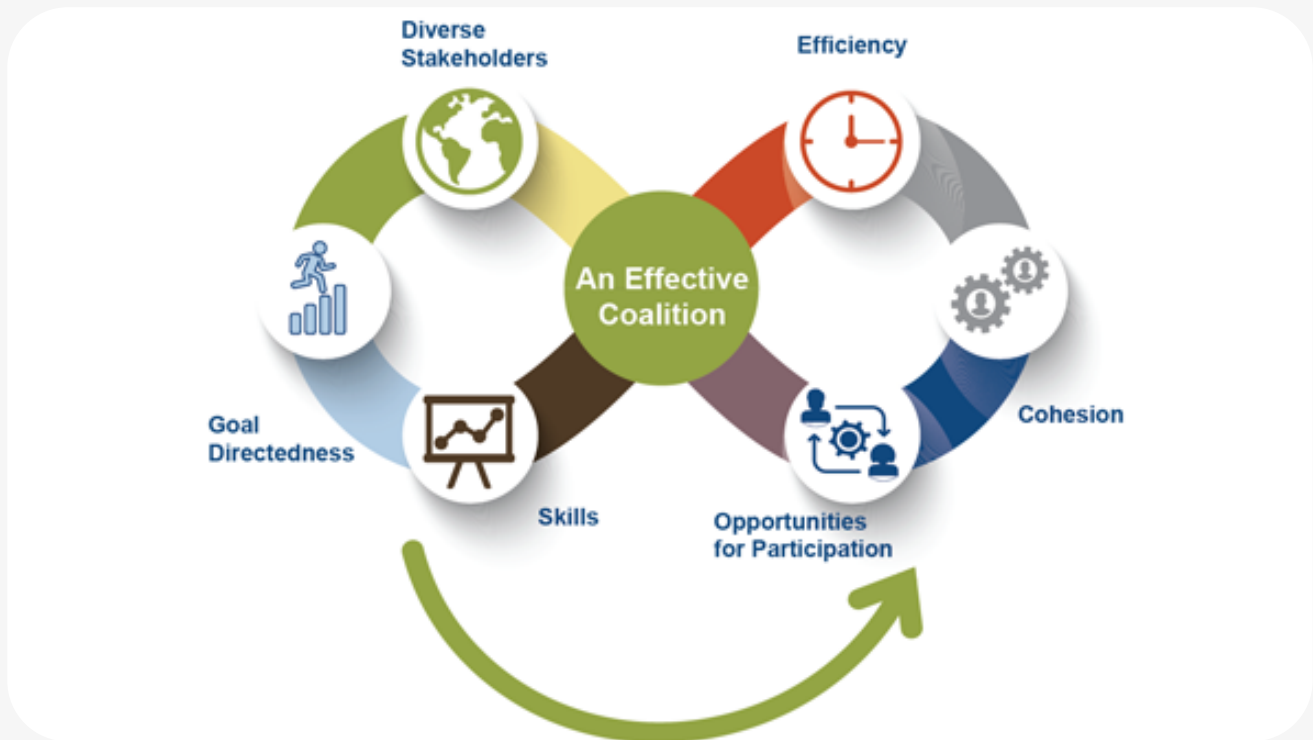 Diverse
Stakeholders
Efficiency
An Effective
Coalition
Goal
Directedness
Cohesion
Skills
Opportunities
for Participation